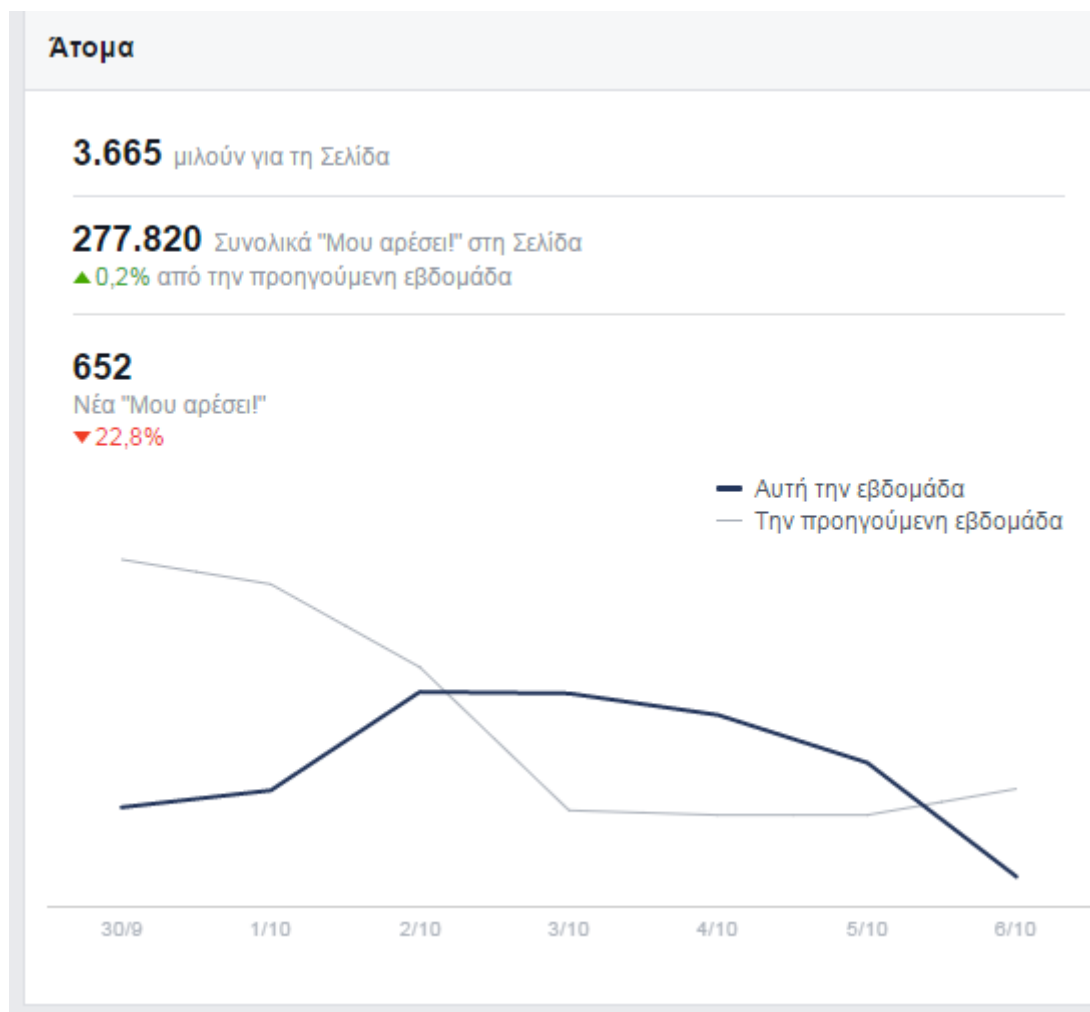 Άτομα
3.665 μιλούν για τη Σελίδα
277.820 Συνολικά "Μου αρέσει!" στη Σελίδα
▲0,2% από την προηγούμενη εβδομάδα
652
Νέα "Μου αρέσει!"
▼22,8%
Αυτή την εβδομάδα
Την προηγούμενη εβδομάδα
30/9 1/10 2/10 3/10 4/10 5/10 6/10